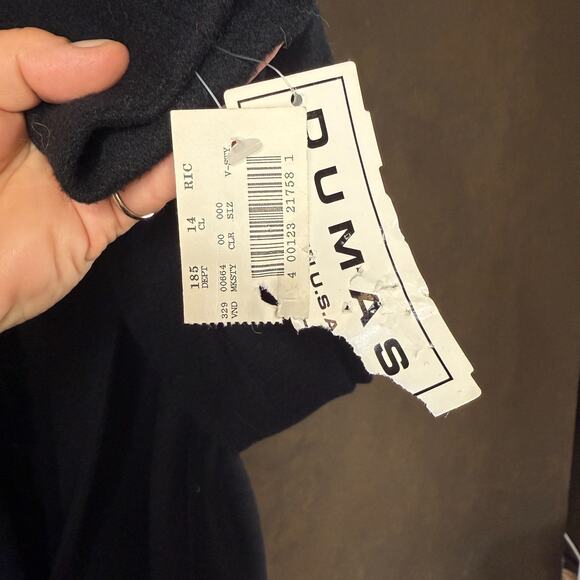 DUMAS
U.S.A
RIC
14
CL
185
DEPT
V-STY
000
SIZ
00
CLR
00664
MKSTY
329
VND
4 00123 21758 1